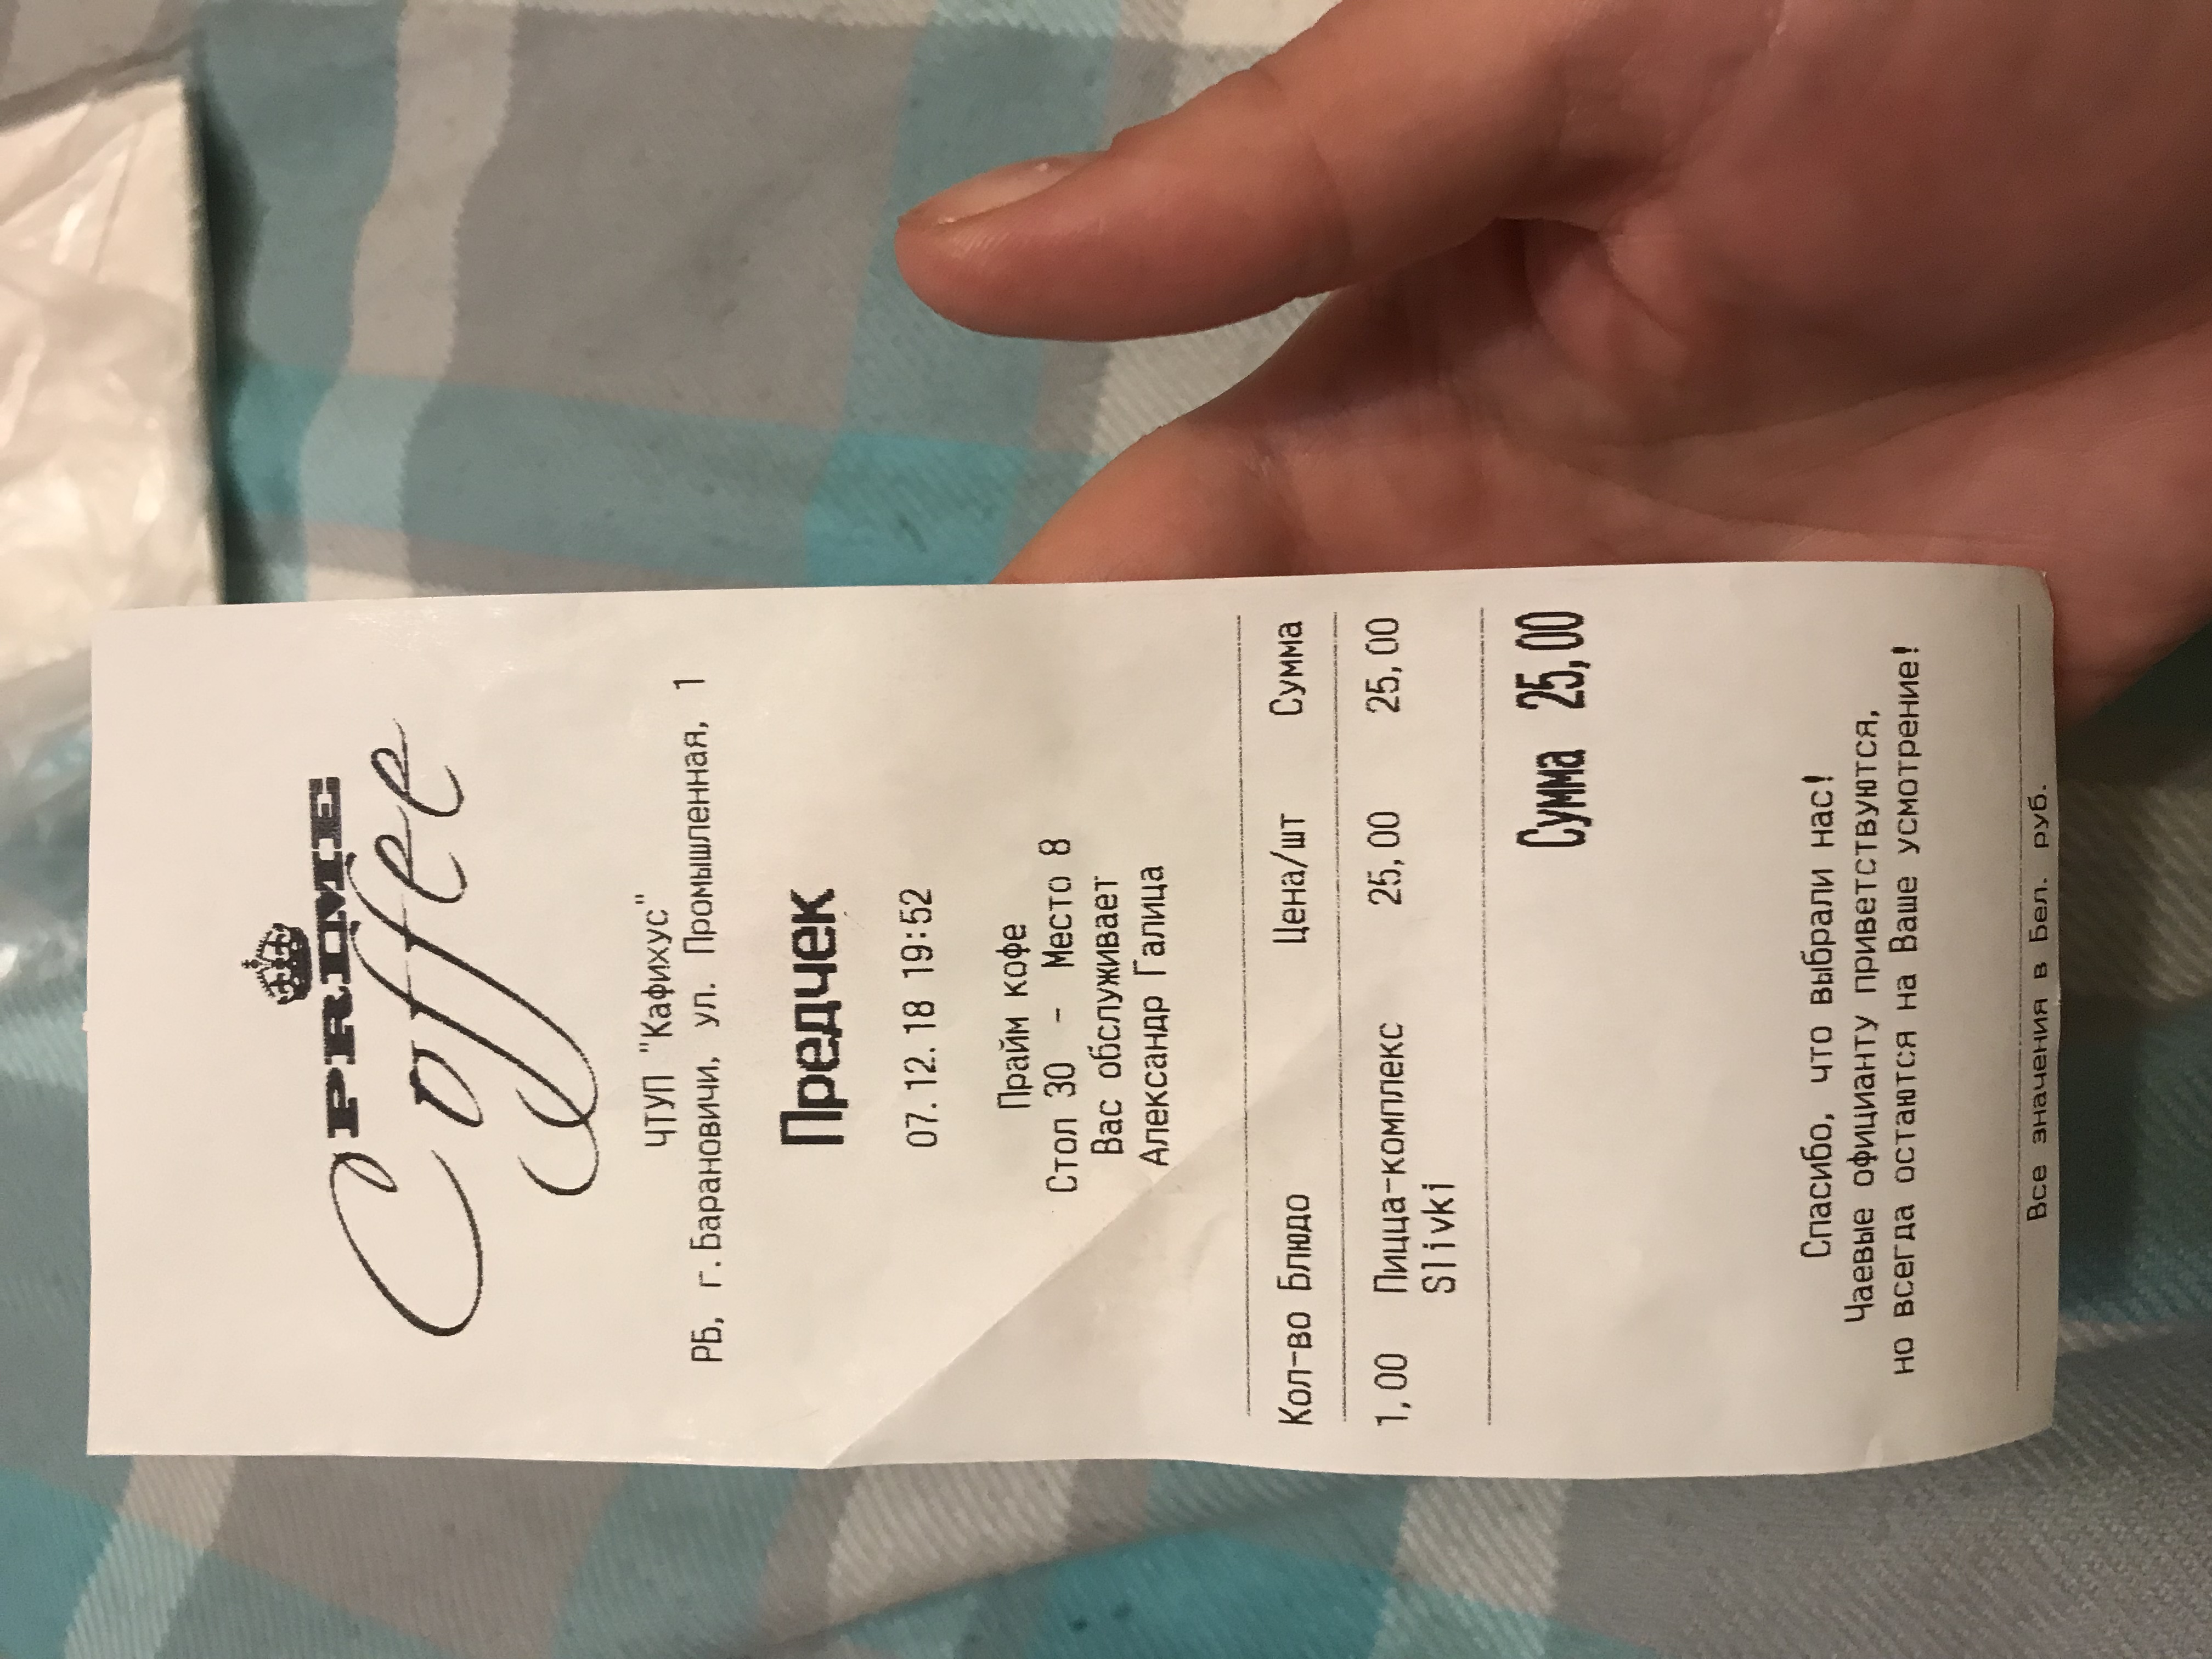 PRIME
Coffee
ЧТУП "Кафихус"
РБ, г.Барановичи, ул. Промышленная, 1
Предчек
07.12.18 19:52
Прайм кофе
Стол 30 - Место 8
Вас обслуживает
Александр Галица
Кол-во Блюдо Цена/шт Сумма
1,00 Пицца-комплекс 25,00 25,00
Slivki
Сумма 25,00
Спасибо, что выбрали нас!
Чаевые официанту приветствуются,
но всегда остаются на Ваше усмотрение!
Все значения в Бел. руб.